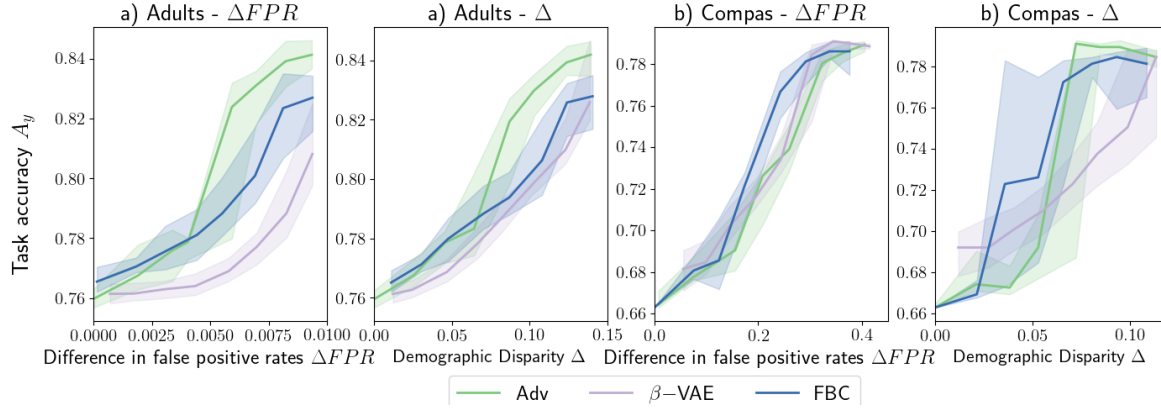 a) Adults - ΔFPR
a) Adults - Δ
b) Compas - ΔFPR
b) Compas - Δ
Task accuracy A_y
0.84
0.82
0.80
0.78
0.76
0.84
0.82
0.80
0.78
0.76
0.78
0.76
0.74
0.72
0.70
0.68
0.66
0.78
0.76
0.74
0.72
0.70
0.68
0.66
0.0000 0.0025 0.0050 0.0075 0.0100
0.00 0.05 0.10 0.15
0.0 0.2 0.4
0.00 0.05 0.10
Difference in false positive rates ΔFPR
Demographic Disparity Δ
Difference in false positive rates ΔFPR
Demographic Disparity Δ
Adv β−VAE FBC